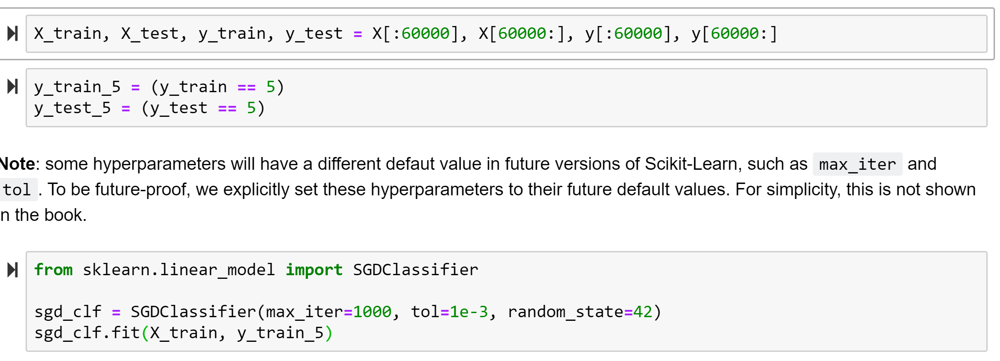 X_train, X_test, y_train, y_test = X[:60000], X[60000:], y[:60000], y[60000:]
y_train_5 = (y_train == 5)
y_test_5 = (y_test == 5)
Note: some hyperparameters will have a different defaut value in future versions of Scikit-Learn, such as max_iter and
tol . To be future-proof, we explicitly set these hyperparameters to their future default values. For simplicity, this is not shown
n the book.
from sklearn.linear_model import SGDClassifier
sgd_clf = SGDClassifier(max_iter=1000, tol=1e-3, random_state=42)
sgd_clf.fit(X_train, y_train_5)